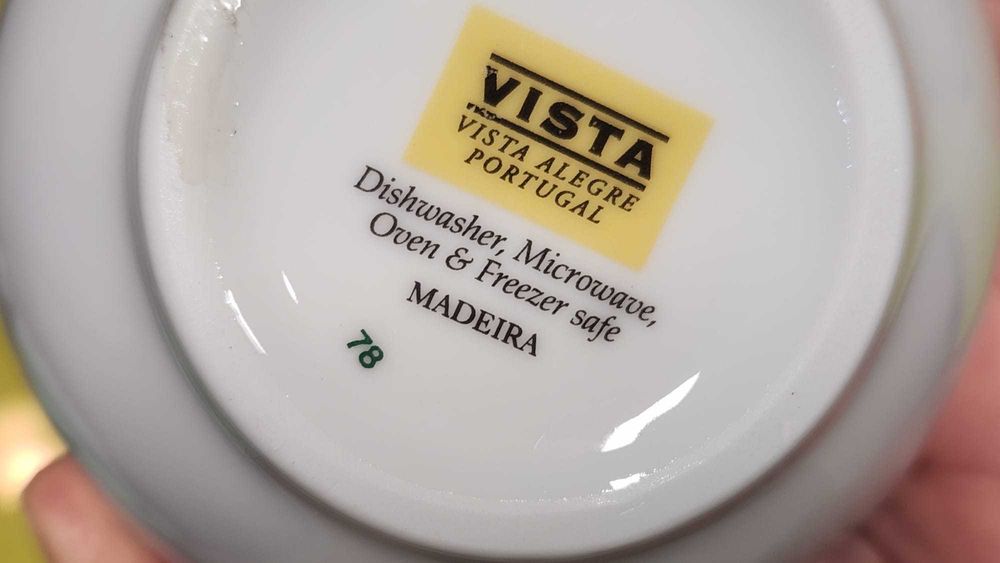 VISTA
VISTA ALEGRE
PORTUGAL
Dishwasher, Microwave,
Oven & Freezer safe
MADEIRA
78